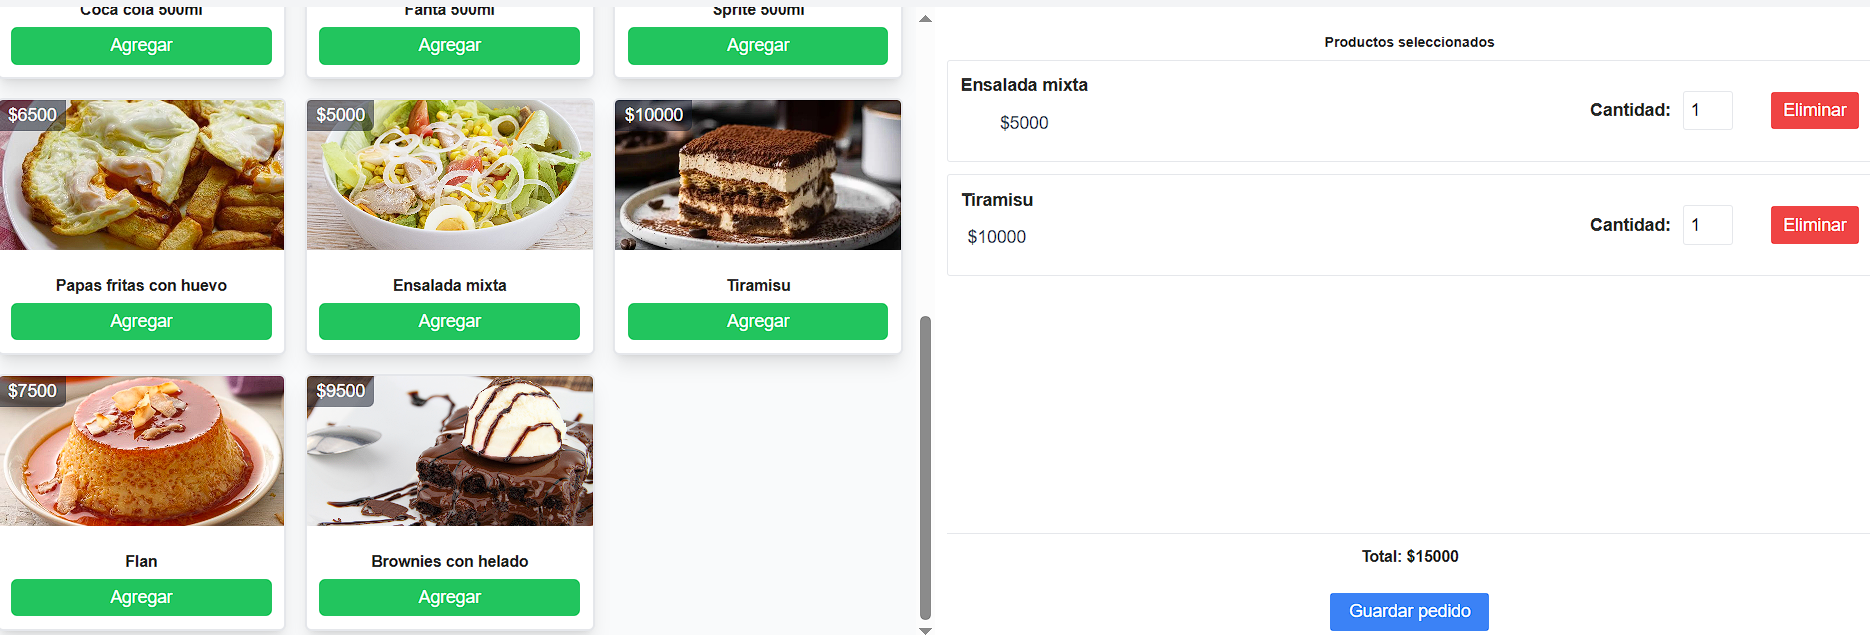 Coca cola 500ml
Fanta 500ml
Sprite 500ml
Agregar
Agregar
Agregar
$6500
$5000
$10000
Papas fritas con huevo
Ensalada mixta
Tiramisu
Agregar
Agregar
Agregar
$7500
$9500
Flan
Brownies con helado
Agregar
Agregar
Productos seleccionados
Ensalada mixta
$5000
Cantidad: 1
Eliminar
Tiramisu
$10000
Cantidad: 1
Eliminar
Total: $15000
Guardar pedido